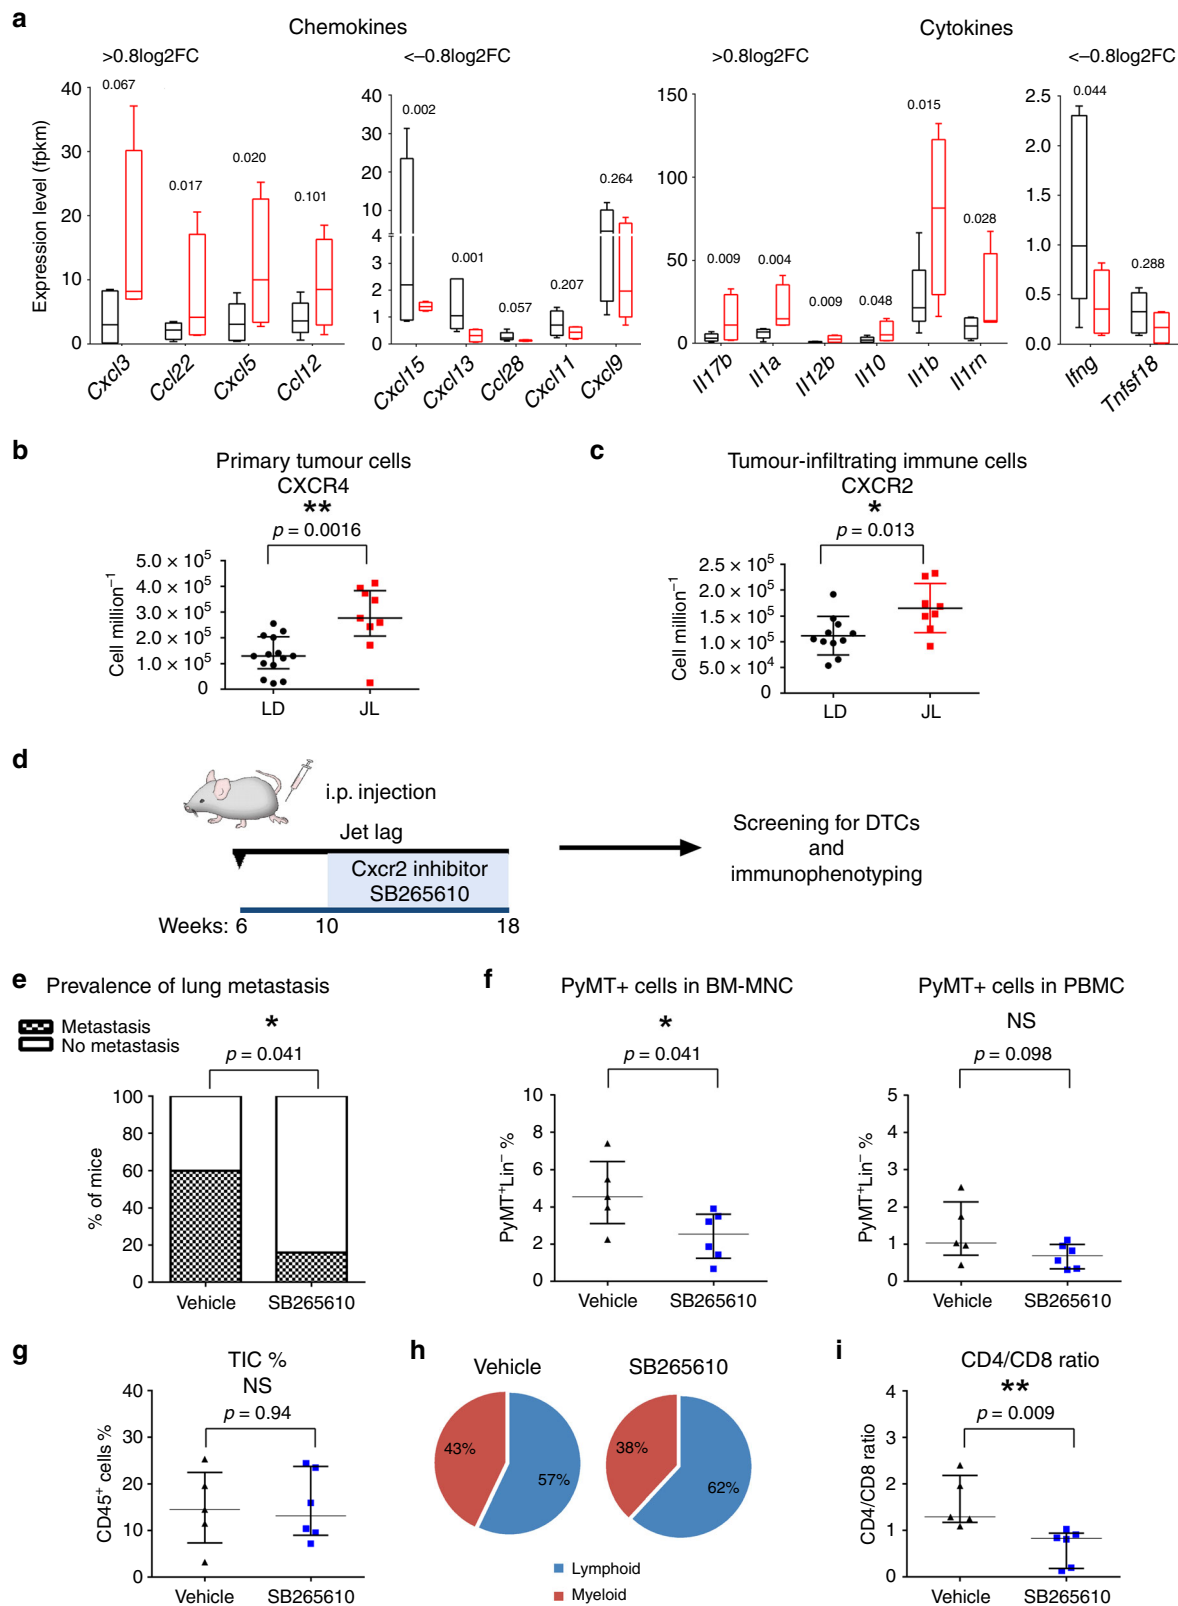 a
Chemokines
Cytokines
>0.8log2FC
<–0.8log2FC
>0.8log2FC
<–0.8log2FC
Expression level (fpkm)
40
30
20
10
0
0.067
0.017
0.020
0.101
Cxcl3
Ccl22
Cxcl5
Ccl12
40
30
20
10
4
3
2
1
0
0.002
0.001
0.057
0.207
0.264
Cxcl15
Cxcl13
Ccl28
Cxcl11
Cxcl9
150
100
50
0
0.009
0.004
0.009
0.048
0.015
0.028
Il17b
Il1a
Il12b
Il10
Il1b
Il1rn
2.5
2.0
1.5
1.0
0.5
0.0
0.044
0.288
Ifng
Tnfsf18
b
Primary tumour cells
CXCR4
**
p = 0.0016
Cell million⁻¹
5.0 × 10⁵
4.0 × 10⁵
3.0 × 10⁵
2.0 × 10⁵
1.0 × 10⁵
0
LD
JL
c
Tumour-infiltrating immune cells
CXCR2
*
p = 0.013
Cell million⁻¹
2.5 × 10⁵
2.0 × 10⁵
1.5 × 10⁵
1.0 × 10⁵
5.0 × 10⁴
0
LD
JL
d
i.p. injection
Jet lag
Cxcr2 inhibitor
SB265610
Weeks: 6
10
18
Screening for DTCs
and
immunophenotyping
e
Prevalence of lung metastasis
Metastasis
No metastasis
*
p = 0.041
% of mice
100
80
60
40
20
0
Vehicle
SB265610
f
PyMT+ cells in BM-MNC
*
p = 0.041
PyMT⁺Lin⁻ %
10
8
6
4
2
0
Vehicle
SB265610
PyMT+ cells in PBMC
NS
p = 0.098
PyMT⁺Lin⁻ %
5
4
3
2
1
0
Vehicle
SB265610
g
TIC %
NS
p = 0.94
CD45⁺ cells %
40
30
20
10
0
Vehicle
SB265610
h
Vehicle
SB265610
43%
57%
38%
62%
Lymphoid
Myeloid
i
CD4/CD8 ratio
**
p = 0.009
CD4/CD8 ratio
4
3
2
1
0
Vehicle
SB265610